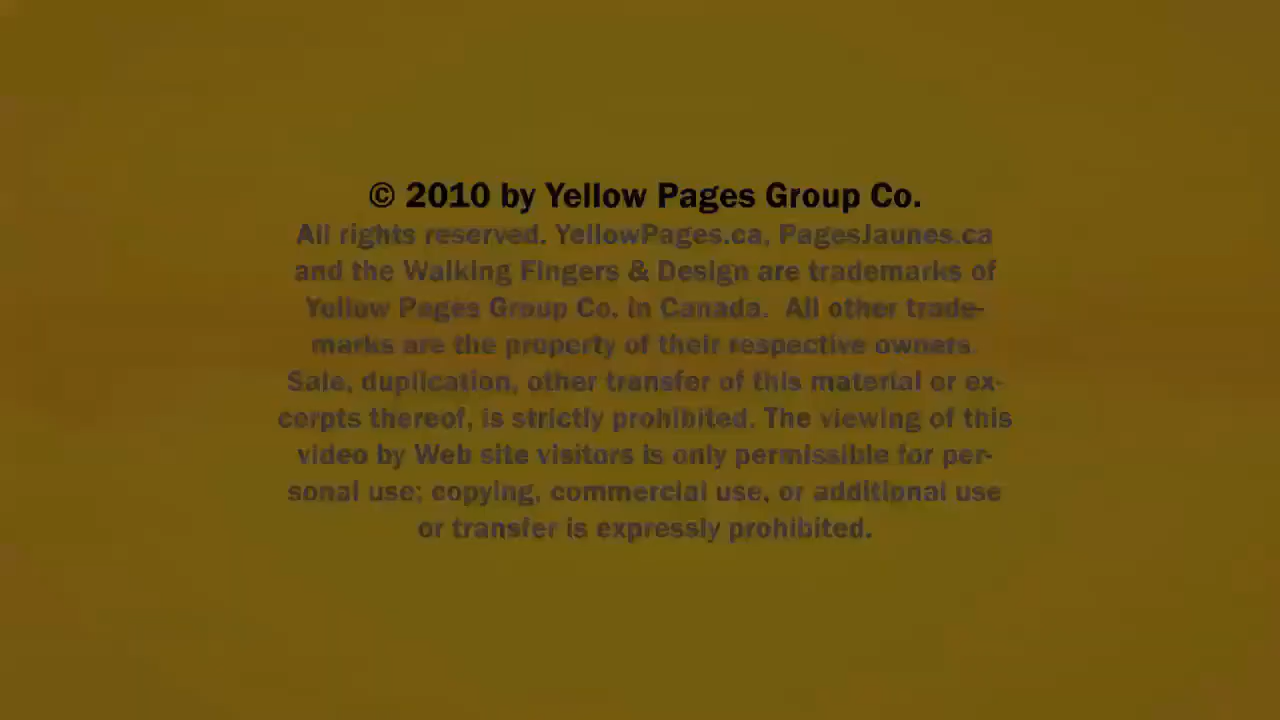 © 2010 by Yellow Pages Group Co.
All rights reserved. YellowPages.ca, PagesJaunes.ca
and the Walking Fingers & Design are trademarks of
Yellow Pages Group Co. in Canada.  All other trade-
marks are the property of their respective owners.
Sale, duplication, other transfer of this material or ex-
cerpts thereof, is strictly prohibited. The viewing of this
video by Web site visitors is only permissible for per-
sonal use; copying, commercial use, or additional use
or transfer is expressly prohibited.